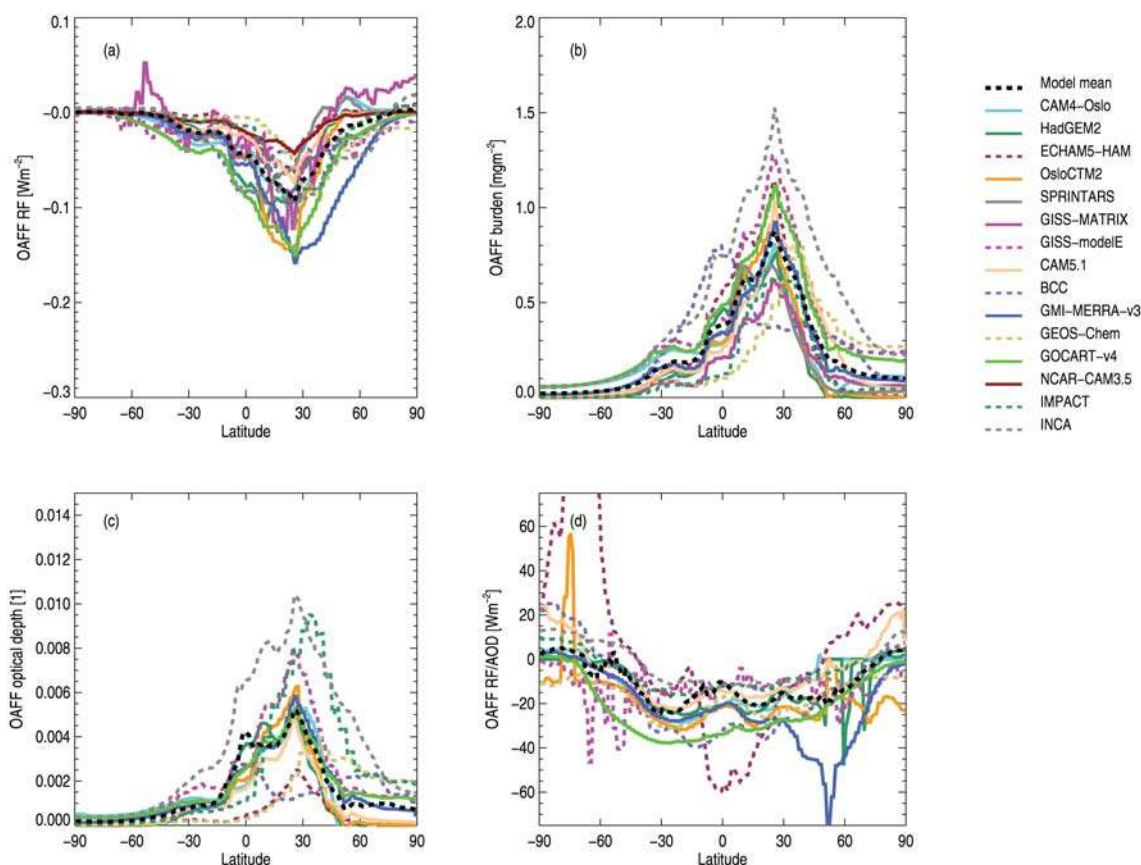 (a)
OAFF RF [Wm⁻²]
0.1
−0.0
−0.1
−0.2
−0.3
−90 −60 −30 0 30 60 90
Latitude
(b)
OAFF burden [mgm⁻²]
2.0
1.5
1.0
0.5
0.0
−90 −60 −30 0 30 60 90
Latitude
Model mean
CAM4−Oslo
HadGEM2
ECHAM5−HAM
OsloCTM2
SPRINTARS
GISS−MATRIX
GISS−modelE
CAM5.1
BCC
GMI−MERRA−v3
GEOS−Chem
GOCART−v4
NCAR−CAM3.5
IMPACT
INCA
(c)
OAFF optical depth [1]
0.014
0.012
0.010
0.008
0.006
0.004
0.002
0.000
−90 −60 −30 0 30 60 90
Latitude
(d)
OAFF RF/AOD [Wm⁻²]
60
40
20
0
−20
−40
−60
−90 −60 −30 0 30 60 90
Latitude